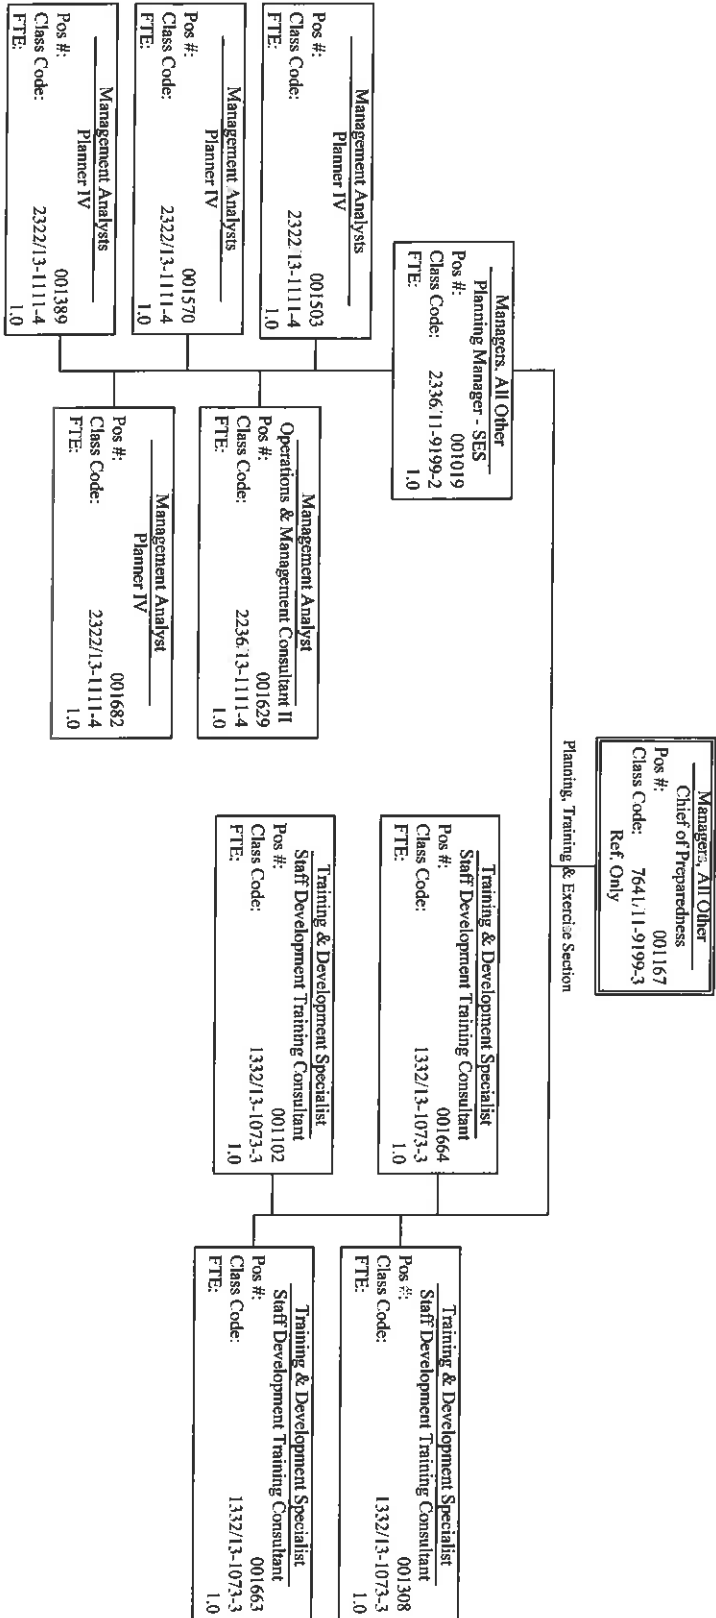 Managers, All Other
Chief of Preparedness
Pos #: 001167
Class Code: 7641/11-9199-3
Ref. Only
Planning, Training & Exercise Section
Managers, All Other
Planning Manager - SES
Pos #: 001019
Class Code: 2336/11-9199-2
FTE: 1.0
Management Analysts
Planner IV
Pos #: 001503
Class Code: 2322/13-1111-4
FTE: 1.0
Management Analyst
Operations & Management Consultant II
Pos #: 001629
Class Code: 2236/13-1111-4
FTE: 1.0
Management Analysts
Planner IV
Pos #: 001570
Class Code: 2322/13-1111-4
FTE: 1.0
Management Analyst
Planner IV
Pos #: 001682
Class Code: 2322/13-1111-4
FTE: 1.0
Management Analysts
Planner IV
Pos #: 001389
Class Code: 2322/13-1111-4
FTE: 1.0
Training & Development Specialist
Staff Development Training Consultant
Pos #: 001664
Class Code: 1332/13-1073-3
FTE: 1.0
Training & Development Specialist
Staff Development Training Consultant
Pos #: 001308
Class Code: 1332/13-1073-3
FTE: 1.0
Training & Development Specialist
Staff Development Training Consultant
Pos #: 001102
Class Code: 1332/13-1073-3
FTE: 1.0
Training & Development Specialist
Staff Development Training Consultant
Pos #: 001663
Class Code: 1332/13-1073-3
FTE: 1.0